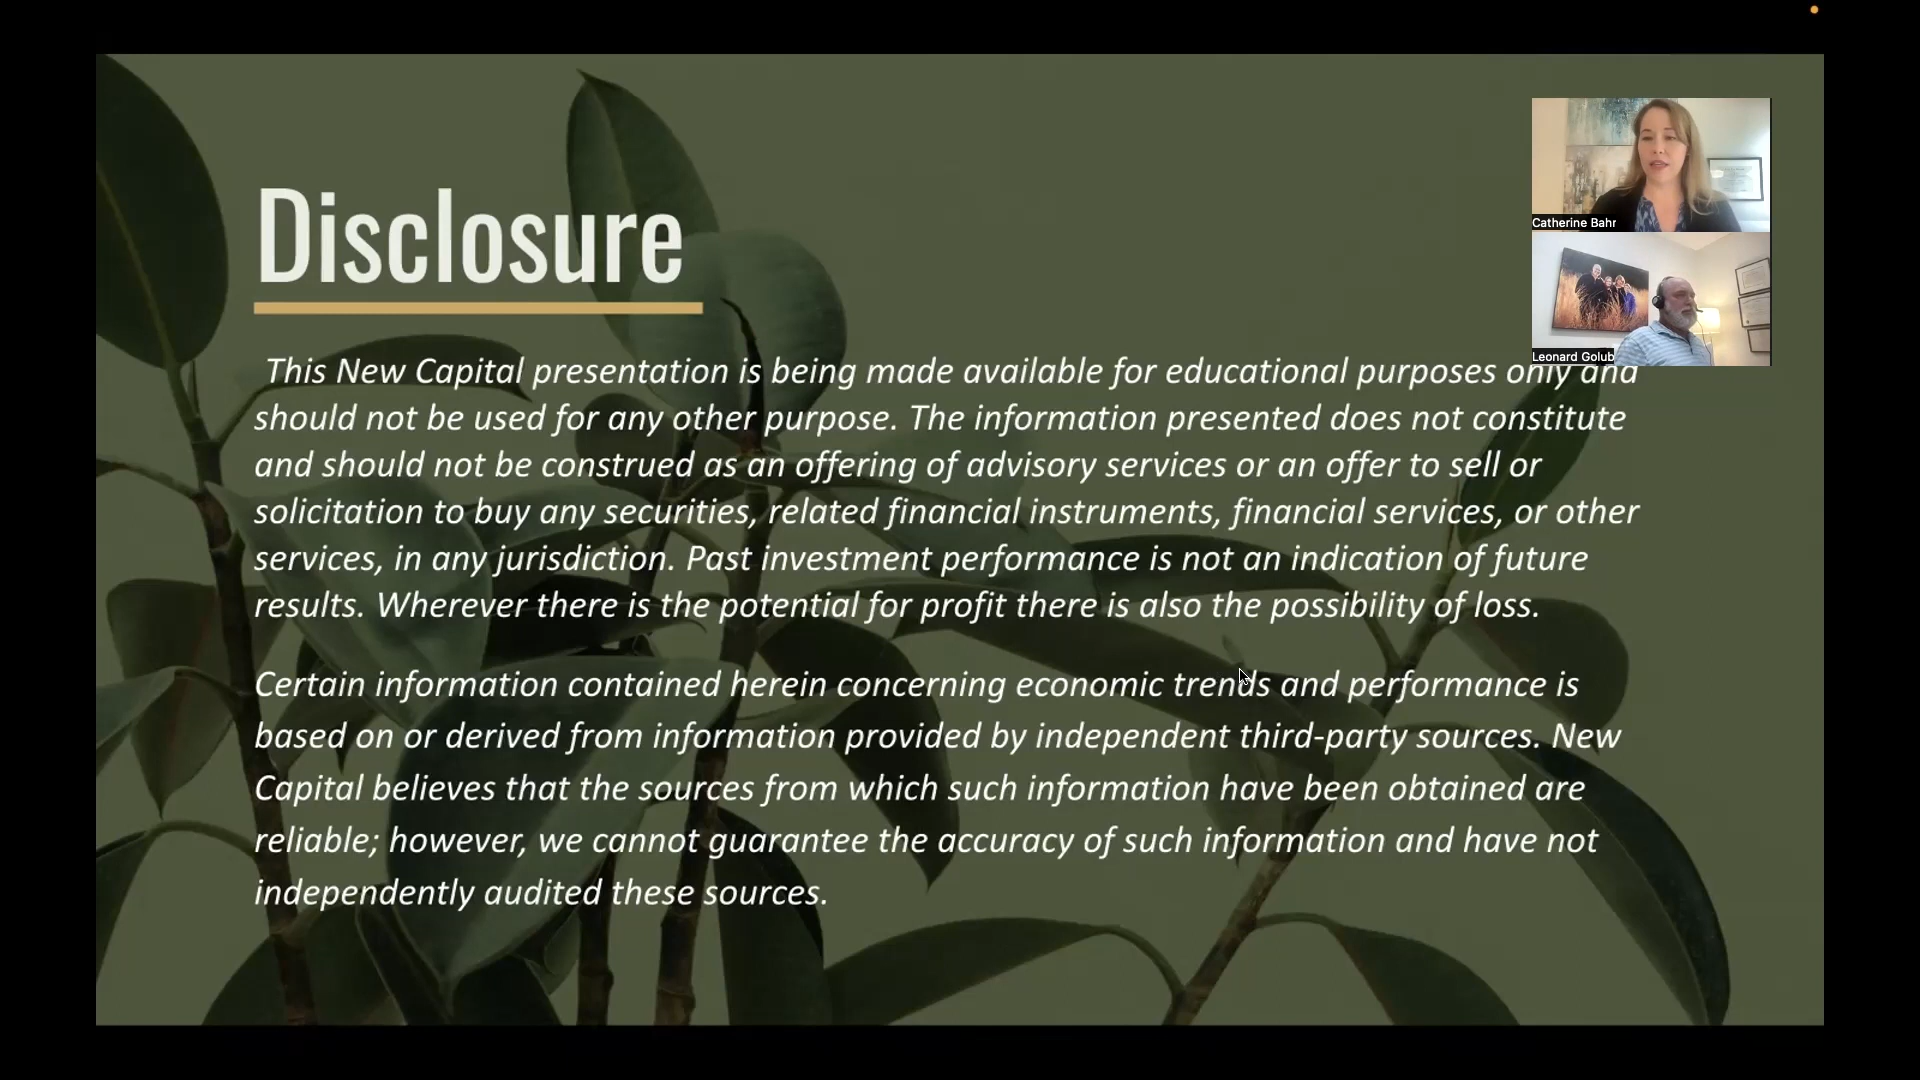 Disclosure
Catherine Bahr
Leonard Golub
This New Capital presentation is being made available for educational purposes only and
should not be used for any other purpose. The information presented does not constitute
and should not be construed as an offering of advisory services or an offer to sell or
solicitation to buy any securities, related financial instruments, financial services, or other
services, in any jurisdiction. Past investment performance is not an indication of future
results. Wherever there is the potential for profit there is also the possibility of loss.
Certain information contained herein concerning economic trends and performance is
based on or derived from information provided by independent third-party sources. New
Capital believes that the sources from which such information have been obtained are
reliable; however, we cannot guarantee the accuracy of such information and have not
independently audited these sources.